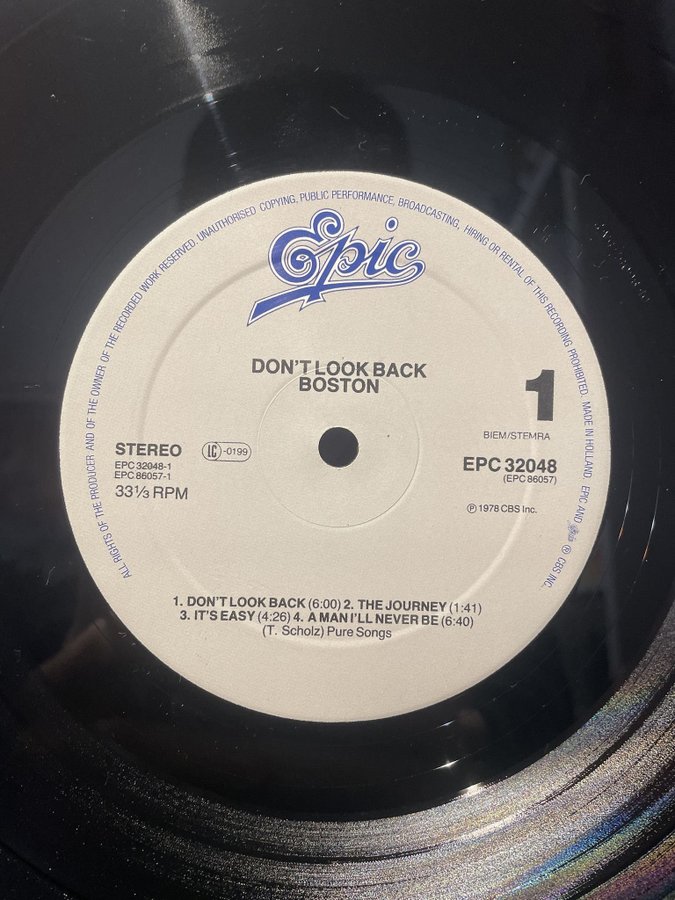 ALL RIGHTS OF THE PRODUCER AND OF THE OWNER OF THE RECORDED WORK RESERVED. UNAUTHORISED COPYING, PUBLIC PERFORMANCE, BROADCASTING, HIRING OR RENTAL OF THIS RECORDING PROHIBITED. MADE IN HOLLAND. EPIC AND Epic ® CBS INC.
Epic
DON'T LOOK BACK
BOSTON
1
BIEM/STEMRA
STEREO
LC-0199
EPC 32048-1
EPC 86057-1
33⅓ RPM
EPC 32048
(EPC 86057)
℗ 1978 CBS Inc.
1. DON'T LOOK BACK (6:00) 2. THE JOURNEY (1:41)
3. IT'S EASY (4:26) 4. A MAN I'LL NEVER BE (6:40)
(T. Scholz) Pure Songs